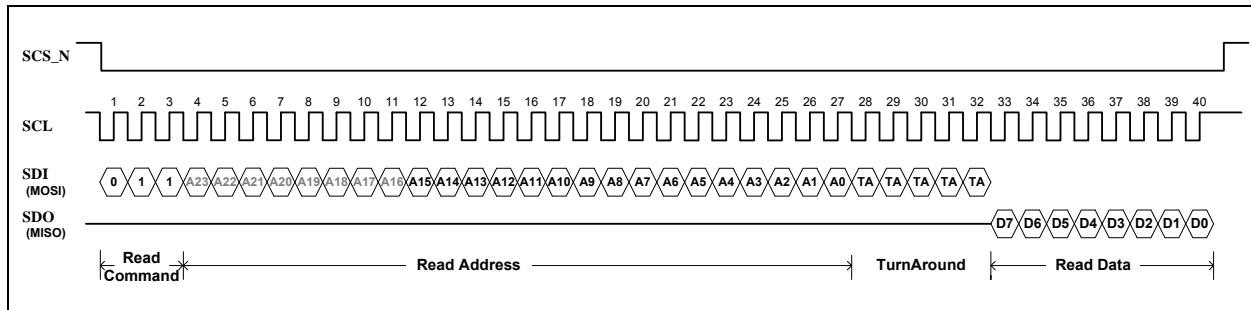 SCS_N
1 2 3 4 5 6 7 8 9 10 11 12 13 14 15 16 17 18 19 20 21 22 23 24 25 26 27 28 29 30 31 32 33 34 35 36 37 38 39 40
SCL
SDI
(MOSI)
0 1 1 A23 A22 A21 A20 A19 A18 A17 A16 A15 A14 A13 A12 A11 A10 A9 A8 A7 A6 A5 A4 A3 A2 A1 A0 TA TA TA TA TA
SDO
(MISO)
D7 D6 D5 D4 D3 D2 D1 D0
Read
Command
Read Address
TurnAround
Read Data